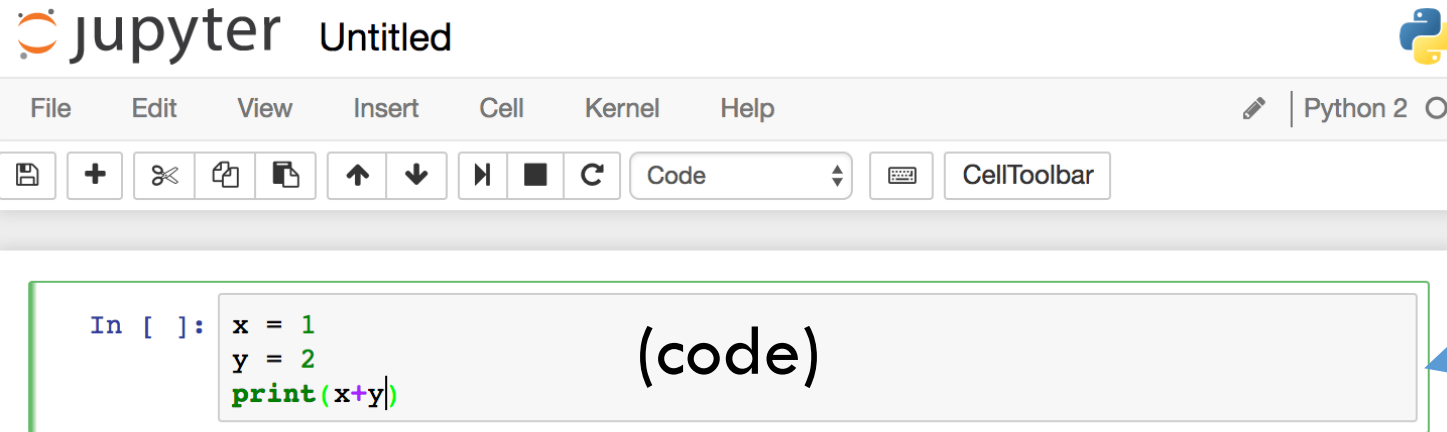 jupyter Untitled
File Edit View Insert Cell Kernel Help Python 2
Code CellToolbar
In [ ]: x = 1
y = 2
print(x+y)
(code)